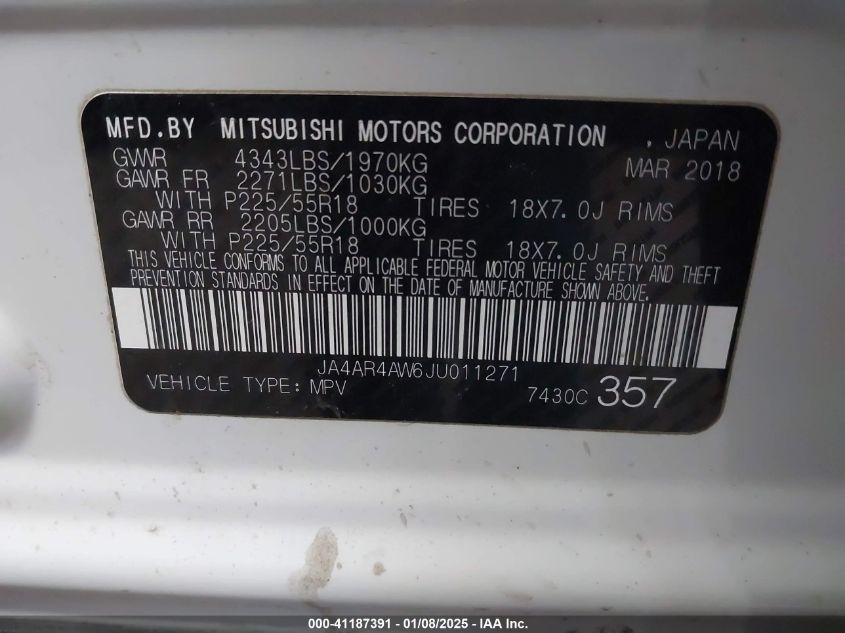 MFD.BY MITSUBISHI MOTORS CORPORATION , JAPAN
GVWR 4343LBS/1970KG MAR 2018
GAWR FR 2271LBS/1030KG
WITH P225/55R18 TIRES 18X7.0J RIMS
GAWR RR 2205LBS/1000KG
WITH P225/55R18 TIRES 18X7.0J RIMS
THIS VEHICLE CONFORMS TO ALL APPLICABLE FEDERAL MOTOR VEHICLE SAFETY AND THEFT
PREVENTION STANDARDS IN EFFECT ON THE DATE OF MANUFACTURE SHOWN ABOVE.
JA4AR4AW6JU011271
VEHICLE TYPE: MPV 7430C 357
000-41187391 - 01/08/2025 - IAA Inc.